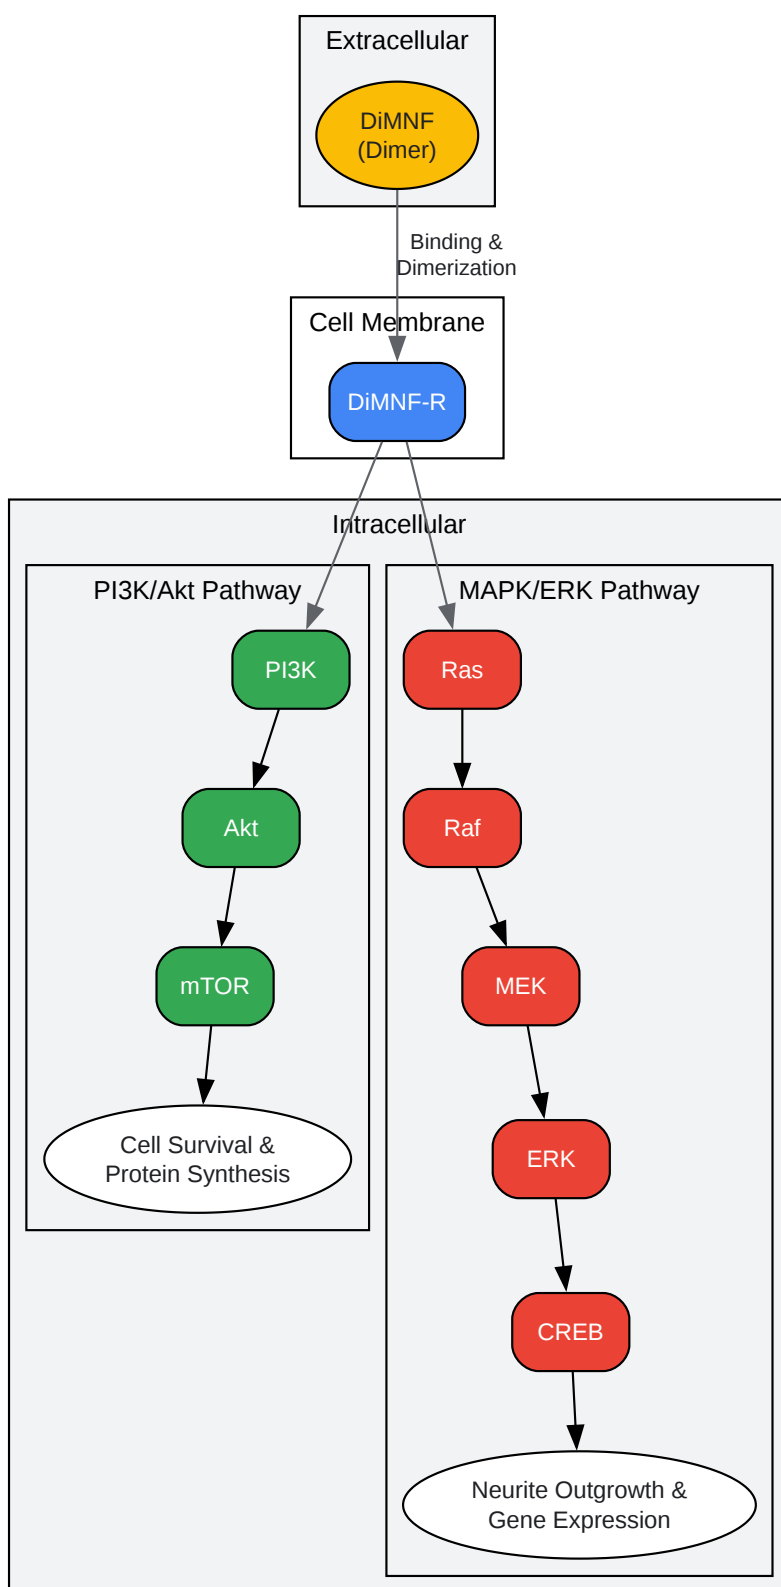 Extracellular
DiMNF
(Dimer)
Binding &
Dimerization
Cell Membrane
DiMNF-R
Intracellular
PI3K/Akt Pathway
PI3K
Akt
mTOR
Cell Survival &
Protein Synthesis
MAPK/ERK Pathway
Ras
Raf
MEK
ERK
CREB
Neurite Outgrowth &
Gene Expression